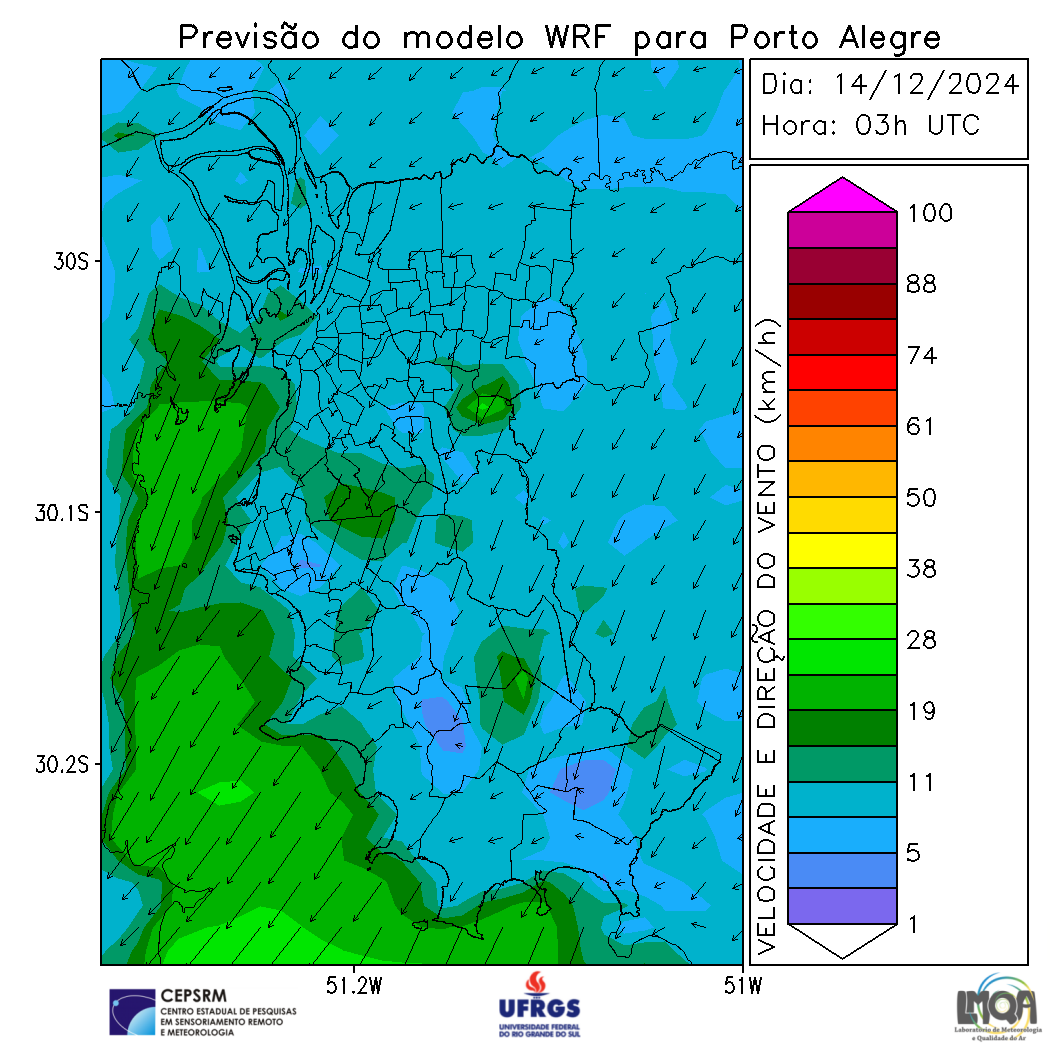 Previsão do modelo WRF para Porto Alegre
Dia: 14/12/2024
Hora: 03h UTC
30S
30.1S
30.2S
51.2W
51W
VELOCIDADE E DIREÇÃO DO VENTO (km/h)
100
88
74
61
50
38
28
19
11
5
1
CEPSRM
CENTRO ESTADUAL DE PESQUISAS
EM SENSORIAMENTO REMOTO
E METEOROLOGIA
UFRGS
UNIVERSIDADE FEDERAL
DO RIO GRANDE DO SUL
LMQA
Laboratório de Meteorologia
e Qualidade do Ar